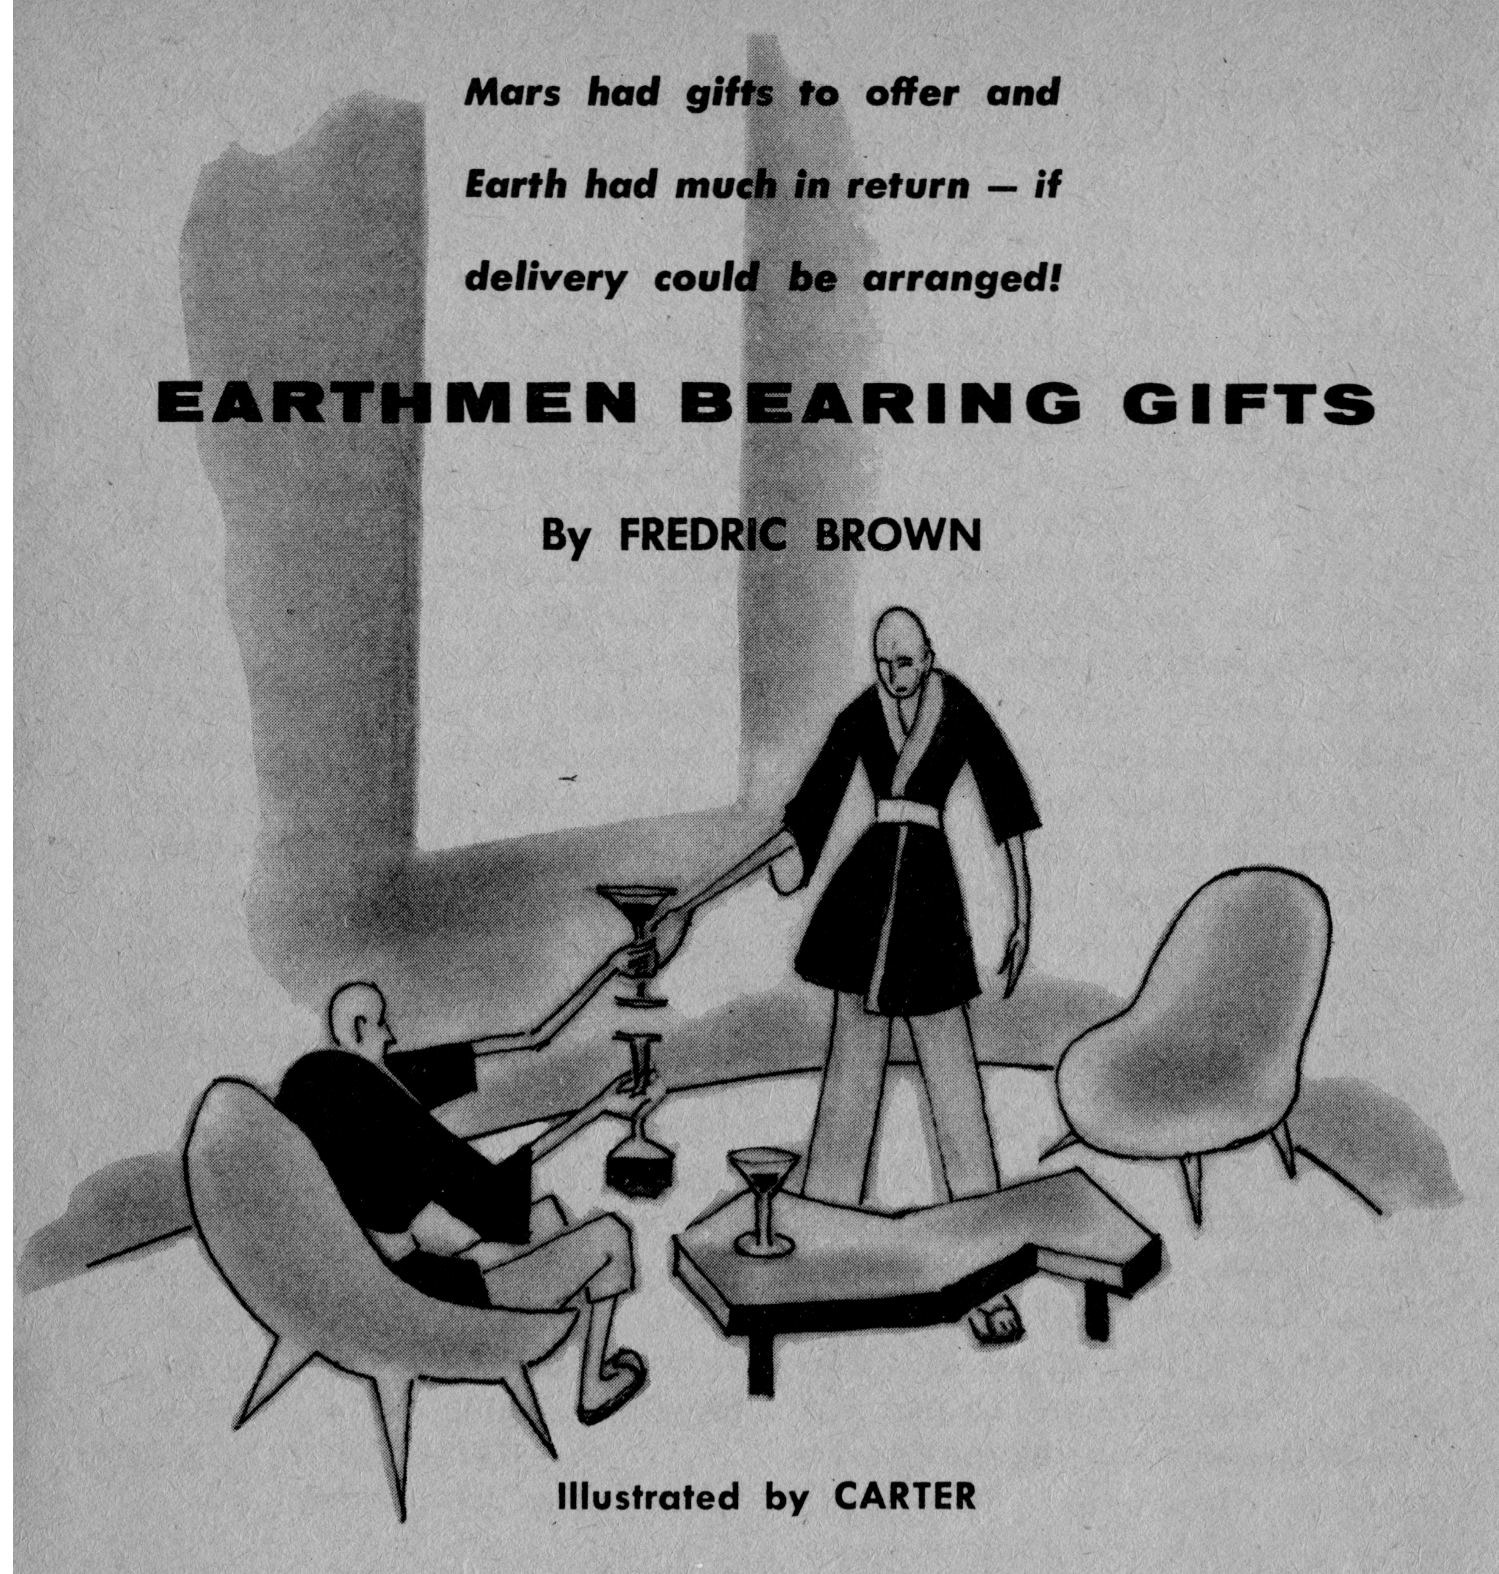 Mars had gifts to offer and
Earth had much in return — if
delivery could be arranged!
EARTHMEN BEARING GIFTS
By FREDRIC BROWN
Illustrated by CARTER